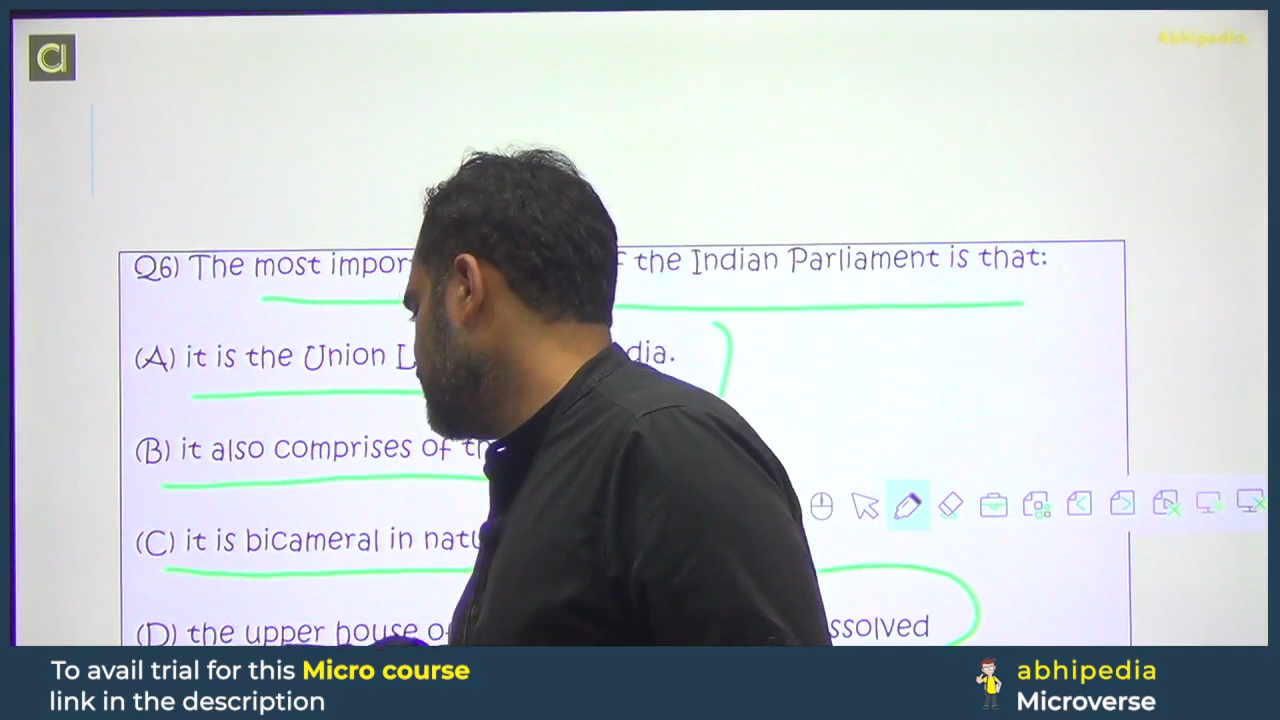 Abhipedia
Q6) The most impor the Indian Parliament is that:
(A) it is the Union L dia.
(B) it also comprises of th
(C) it is bicameral in natu
(D) the upper house o ssolved
To avail trial for this Micro course
link in the description
abhipedia
Microverse